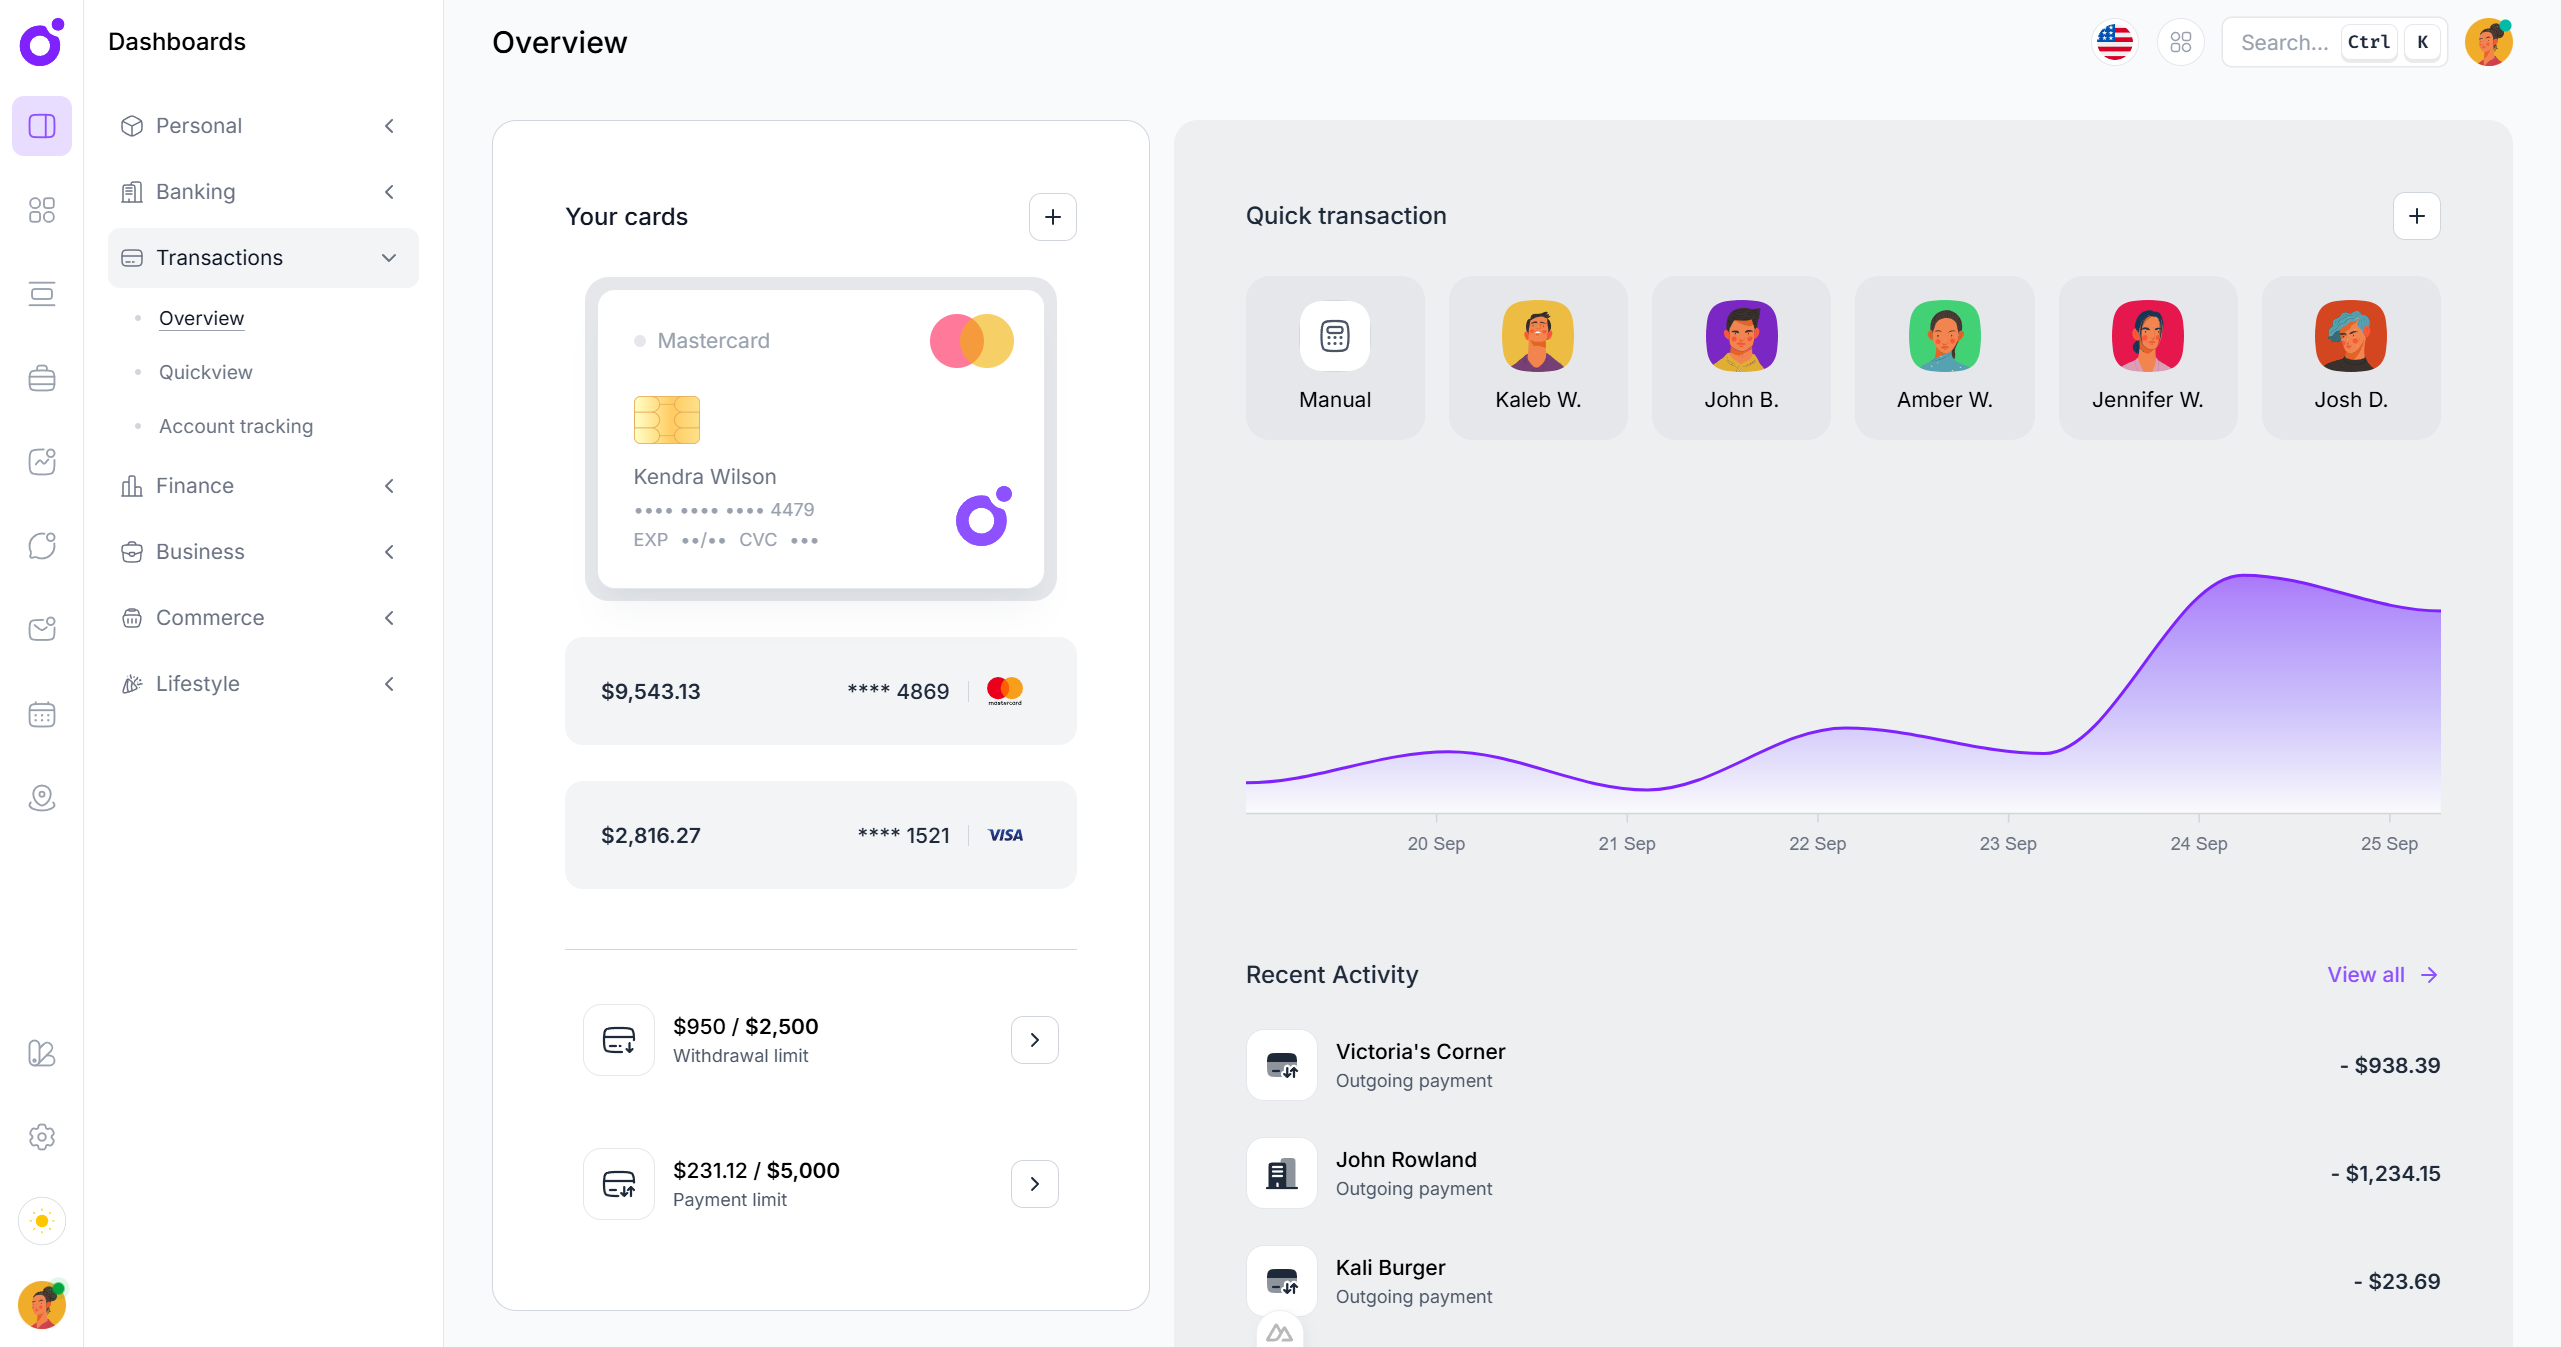 Dashboards
Personal
Banking
Transactions
Overview
Quickview
Account tracking
Finance
Business
Commerce
Lifestyle
Overview
Search... Ctrl K
Your cards
Mastercard
Kendra Wilson
•••• •••• •••• 4479
EXP ••/•• CVC •••
$9,543.13 **** 4869 mastercard
$2,816.27 **** 1521 VISA
$950 / $2,500
Withdrawal limit
$231.12 / $5,000
Payment limit
Quick transaction
Manual Kaleb W. John B. Amber W. Jennifer W. Josh D.
20 Sep 21 Sep 22 Sep 23 Sep 24 Sep 25 Sep
Recent Activity View all
Victoria's Corner
Outgoing payment
- $938.39
John Rowland
Outgoing payment
- $1,234.15
Kali Burger
Outgoing payment
- $23.69